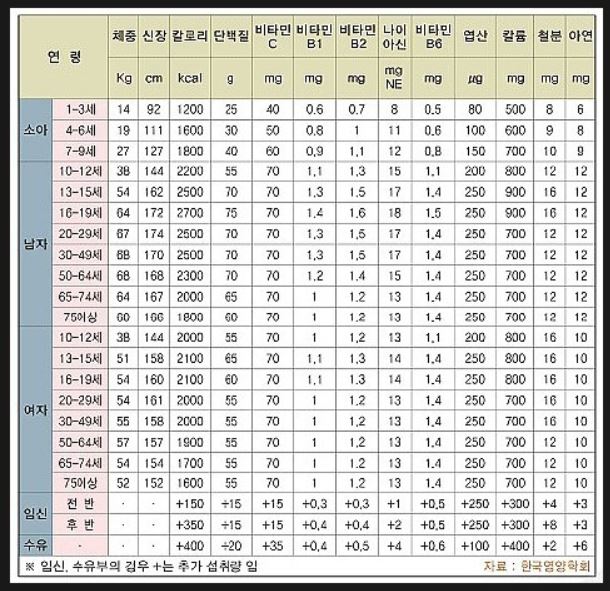 연 령 체중 신장 칼로리 단백질 비타민 C 비타민 B1 비타민 B2 나이아신 비타민 B6 엽산 칼륨 철분 아연
Kg cm kcal g mg mg mg mg NE mg μg mg mg mg
소아 1-3세 14 92 1200 25 40 0.6 0.7 8 0.5 80 500 8 6
4-6세 19 111 1600 30 50 0.8 1 11 0.6 100 600 9 8
7-9세 27 127 1800 40 60 0.9 1.1 12 0.8 150 700 10 9
남자 10-12세 38 144 2200 55 70 1.1 1.3 15 1.1 200 800 12 12
13-15세 54 162 2500 70 70 1.3 1.5 17 1.4 250 900 16 12
16-19세 64 172 2700 75 70 1.4 1.6 18 1.5 250 900 16 12
20-29세 67 174 2500 70 70 1.3 1.5 17 1.4 250 700 12 12
30-49세 68 170 2500 70 70 1.3 1.5 17 1.4 250 700 12 12
50-64세 68 168 2300 70 70 1.2 1.4 15 1.4 250 700 12 12
65-74세 64 167 2000 65 70 1 1.2 13 1.4 250 700 12 12
75이상 60 166 1800 60 70 1 1.2 13 1.4 250 700 12 12
여자 10-12세 38 144 2000 55 70 1 1.2 13 1.1 200 800 16 10
13-15세 51 158 2100 65 70 1.1 1.3 14 1.4 250 800 16 10
16-19세 54 160 2100 60 70 1.1 1.3 14 1.4 250 800 16 10
20-29세 54 161 2000 55 70 1 1.2 13 1.4 250 700 16 10
30-49세 55 158 2000 55 70 1 1.2 13 1.4 250 700 16 10
50-64세 57 157 1900 55 70 1 1.2 13 1.4 250 700 12 10
65-74세 54 154 1700 55 70 1 1.2 13 1.4 250 700 12 10
75이상 52 152 1600 55 70 1 1.2 13 1.4 250 700 12 10
임신 전 반 · · +150 +15 +15 +0.3 +0.3 +1 +0.5 +250 +300 +4 +3
후 반 · · +350 +15 +15 +0.4 +0.4 +2 +0.5 +250 +300 +8 +3
수유 · · · +400 +20 +35 +0.4 +0.5 +4 +0.6 +100 +400 +2 +6
※ 임신, 수유부의 경우 +는 추가 섭취량 임 자료 : 한국영양학회